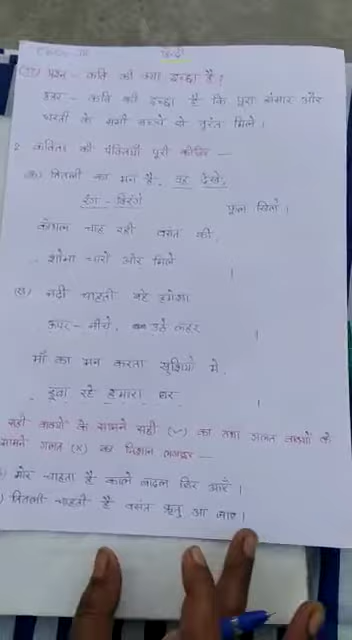 हिन्दी
प्रश्न - कवि की क्या इच्छा है?
उत्तर - कवि की इच्छा है कि पूरा संसार और
धरती के सभी बच्चे से तुरंत मिले।
2 कविता की पंक्तियाँ पूरी कीजिए —
(क) तितली का मन है, वह देखे,
रंग - बिरंगे फूल खिले।
कोयल चाह रही वसंत की,
शोभा चारो ओर मिले।
(ख) नदी चाहती बहे हमेशा
ऊपर - नीचे, उठे लहर।
माँ का मन करता खुशियों में,
डूबा रहे हमारा घर।
सही वाक्यों के सामने सही (✓) का तथा गलत वाक्यों के
सामने गलत (×) का निशान लगाइए —
मोर चाहता है काले बादल घिर आएँ।
तितली चाहती है वसंत ऋतु आ जाए।